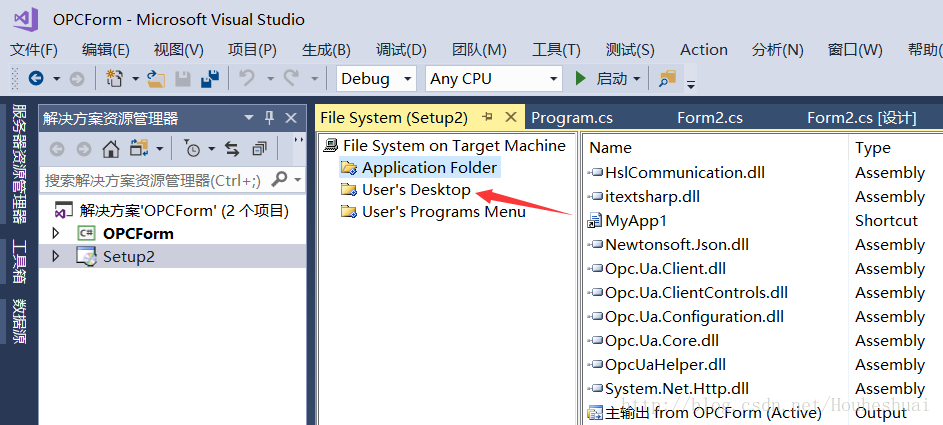 OPCForm - Microsoft Visual Studio
文件(F) 编辑(E) 视图(V) 项目(P) 生成(B) 调试(D) 团队(M) 工具(T) 测试(S) Action 分析(N) 窗口(W) 帮助(
Debug Any CPU 启动
服务器资源管理器
工具箱
数据源
解决方案资源管理器
搜索解决方案资源管理器(Ctrl+;)
解决方案'OPCForm' (2 个项目)
OPCForm
Setup2
File System (Setup2) Program.cs Form2.cs Form2.cs [设计]
File System on Target Machine
Application Folder
User's Desktop
User's Programs Menu
Name Type
HslCommunication.dll Assembly
itextsharp.dll Assembly
MyApp1 Shortcut
Newtonsoft.Json.dll Assembly
Opc.Ua.Client.dll Assembly
Opc.Ua.ClientControls.dll Assembly
Opc.Ua.Configuration.dll Assembly
Opc.Ua.Core.dll Assembly
OpcUaHelper.dll Assembly
System.Net.Http.dll Assembly
主输出 from OPCForm (Active) Output
http://blog.csdn.net/Houheshuai